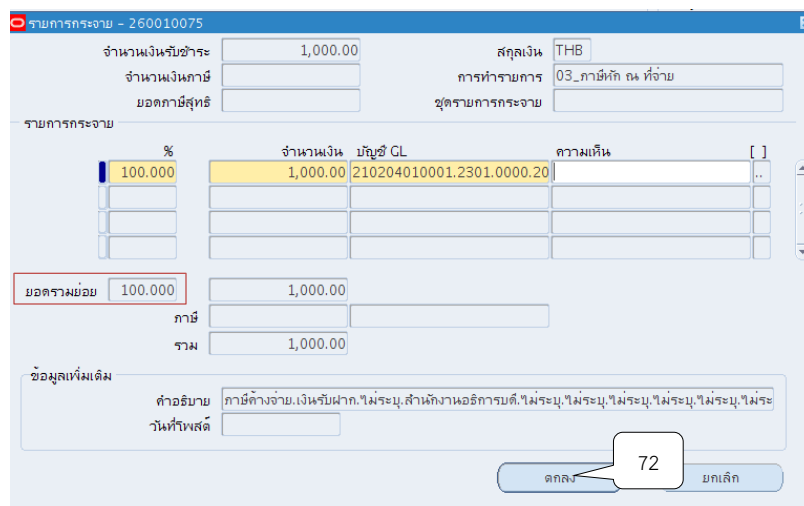 รายการกระจาย - 260010075
จำนวนเงินรับชำระ 1,000.00 สกุลเงิน THB
จำนวนเงินภาษี การทำรายการ 03_ภาษีหัก ณ ที่จ่าย
ยอดภาษีสุทธิ ชุดรายการกระจาย
รายการกระจาย
% จำนวนเงิน บัญชี GL ความเห็น [ ]
100.000 1,000.00 210204010001.2301.0000.20 ..
ยอดรวมย่อย 100.000 1,000.00
ภาษี
รวม 1,000.00
ข้อมูลเพิ่มเติม
คำอธิบาย ภาษีค้างจ่าย.เงินรับฝาก.ไม่ระบุ.สำนักงานอธิการบดี.ไม่ระบุ.ไม่ระบุ.ไม่ระบุ.ไม่ระบุ.ไม่ระบุ.ไม่ระ
วันที่โพสต์
ตกลง 72 ยกเลิก